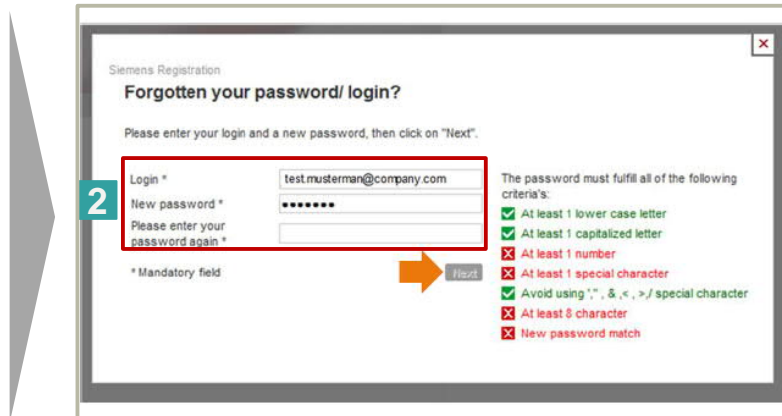 Siemens Registration
Forgotten your password/ login?
Please enter your login and a new password, then click on "Next".
2
Login *
test.musterman@company.com
New password *
•••••••
Please enter your
password again *
* Mandatory field
Next
The password must fulfill all of the following
criteria's:
At least 1 lower case letter
At least 1 capitalized letter
At least 1 number
At least 1 special character
Avoid using '," , & ,< , >,/ special character
At least 8 character
New password match